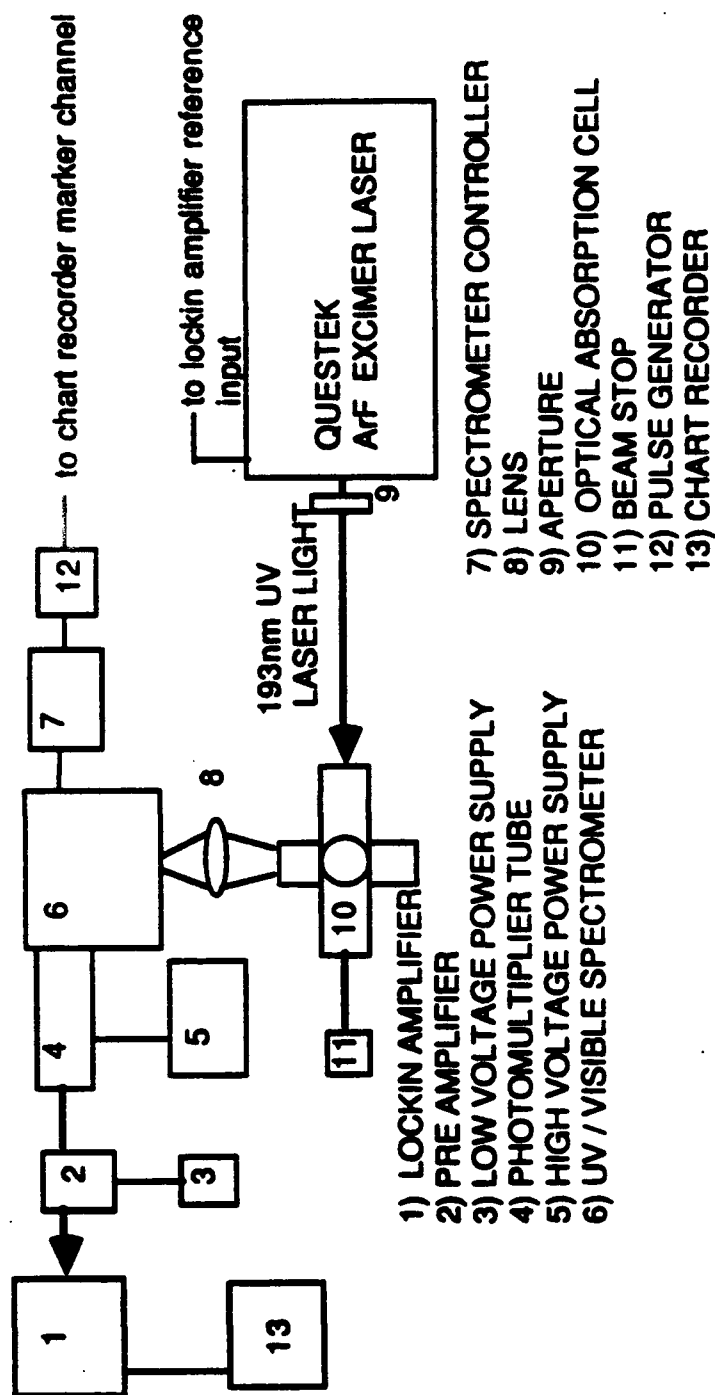 to chart recorder marker channel
12
7
6
4
5
2
3
1
13
8
to lockin amplifier reference
input
QUESTEK
ArF EXCIMER LASER
9
193nm UV
LASER LIGHT
10
11
1) LOCKIN AMPLIFIER
2) PRE AMPLIFIER
3) LOW VOLTAGE POWER SUPPLY
4) PHOTOMULTIPLIER TUBE
5) HIGH VOLTAGE POWER SUPPLY
6) UV / VISIBLE SPECTROMETER
7) SPECTROMETER CONTROLLER
8) LENS
9) APERTURE
10) OPTICAL ABSORPTION CELL
11) BEAM STOP
12) PULSE GENERATOR
13) CHART RECORDER